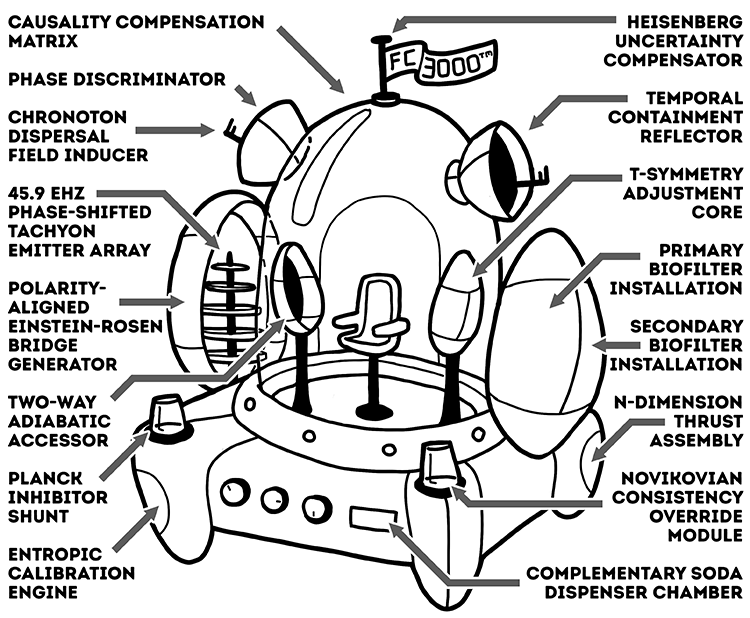 CAUSALITY COMPENSATION
MATRIX
PHASE DISCRIMINATOR
CHRONOTON
DISPERSAL
FIELD INDUCER
45.9 EHZ
PHASE-SHIFTED
TACHYON
EMITTER ARRAY
POLARITY-
ALIGNED
EINSTEIN-ROSEN
BRIDGE
GENERATOR
TWO-WAY
ADIABATIC
ACCESSOR
PLANCK
INHIBITOR
SHUNT
ENTROPIC
CALIBRATION
ENGINE
FC 3000™
HEISENBERG
UNCERTAINTY
COMPENSATOR
TEMPORAL
CONTAINMENT
REFLECTOR
T-SYMMETRY
ADJUSTMENT
CORE
PRIMARY
BIOFILTER
INSTALLATION
SECONDARY
BIOFILTER
INSTALLATION
N-DIMENSION
THRUST
ASSEMBLY
NOVIKOVIAN
CONSISTENCY
OVERRIDE
MODULE
COMPLEMENTARY SODA
DISPENSER CHAMBER